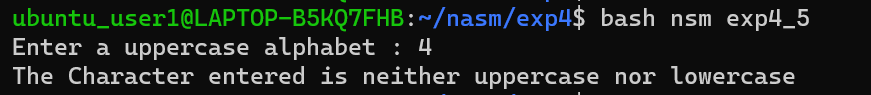 ubuntu_user1@LAPTOP-B5KQ7FHB:~/nasm/exp4$ bash nsm exp4_5
Enter a uppercase alphabet : 4
The Character entered is neither uppercase nor lowercase